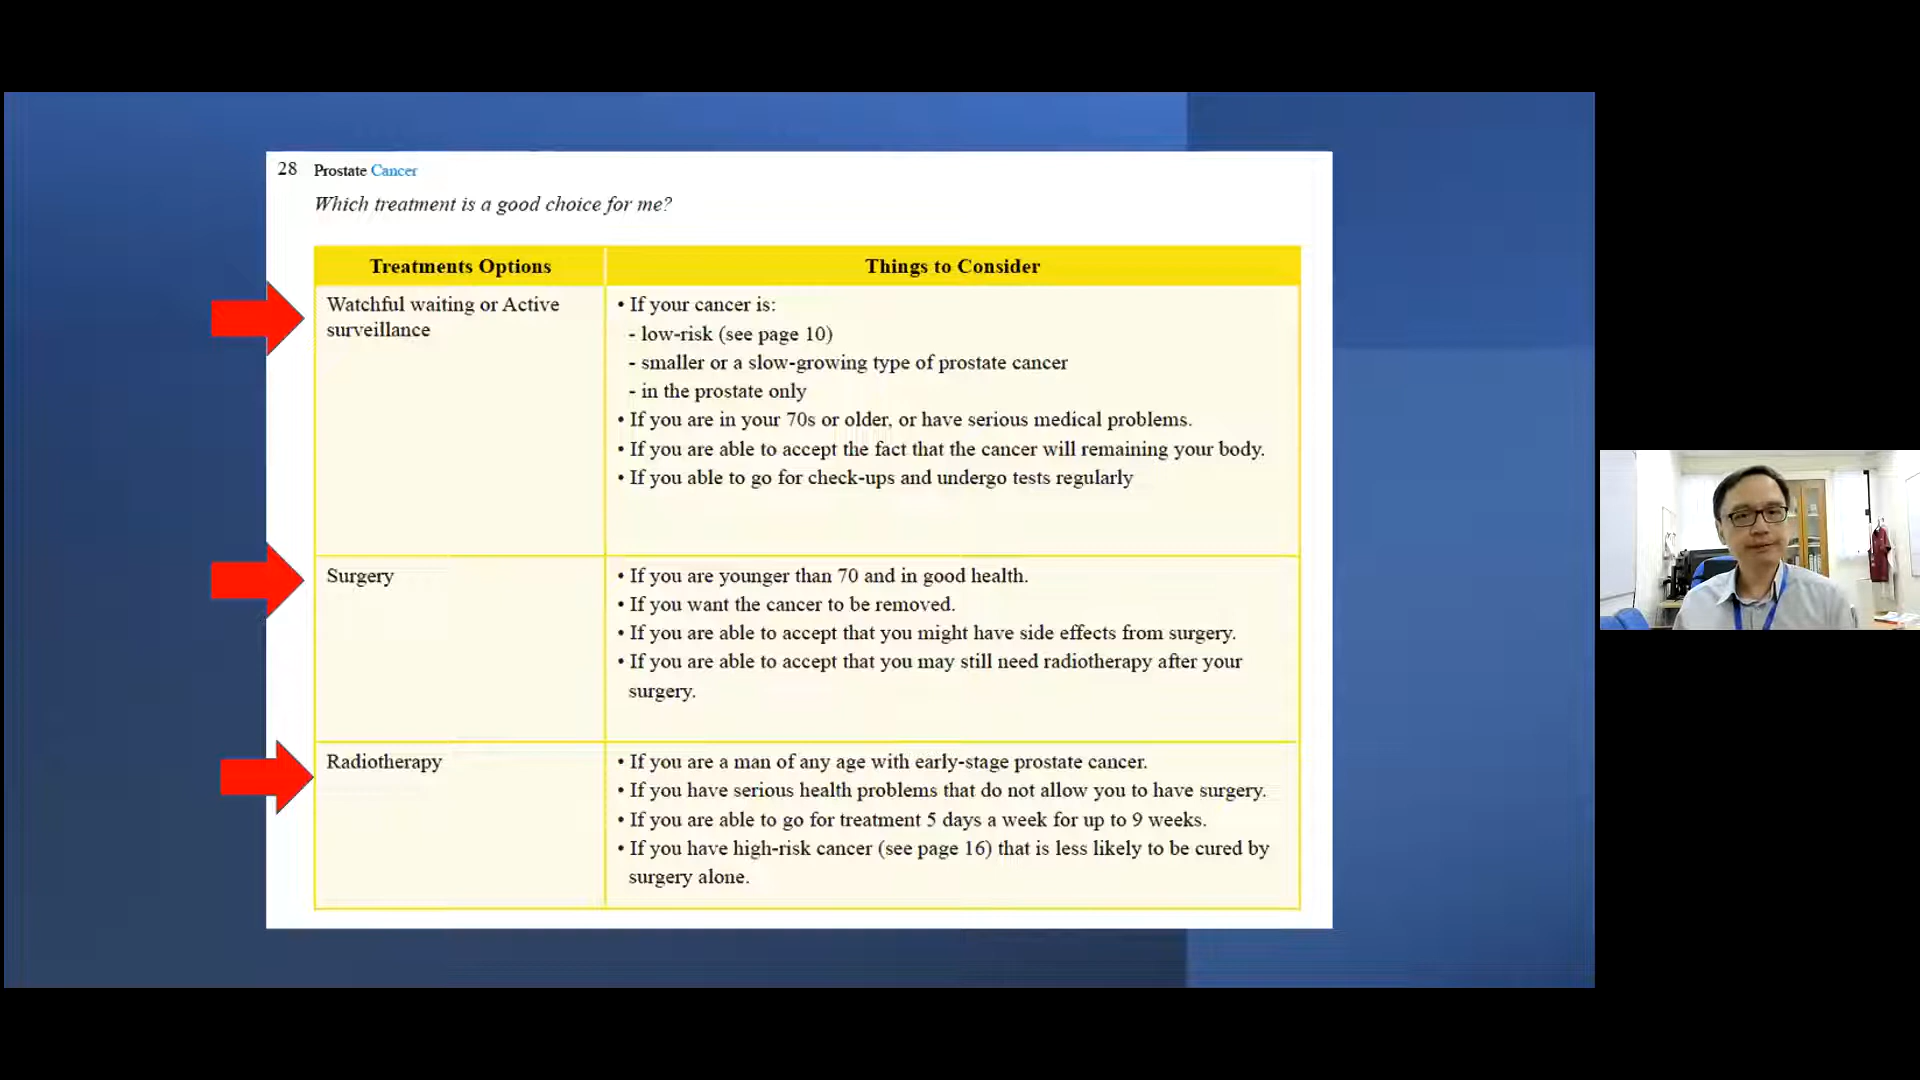 28 Prostate Cancer
Which treatment is a good choice for me?
Treatments Options
Things to Consider
Watchful waiting or Active
surveillance
• If your cancer is:
- low-risk (see page 10)
- smaller or a slow-growing type of prostate cancer
- in the prostate only
• If you are in your 70s or older, or have serious medical problems.
• If you are able to accept the fact that the cancer will remaining your body.
• If you able to go for check-ups and undergo tests regularly
Surgery
• If you are younger than 70 and in good health.
• If you want the cancer to be removed.
• If you are able to accept that you might have side effects from surgery.
• If you are able to accept that you may still need radiotherapy after your
surgery.
Radiotherapy
• If you are a man of any age with early-stage prostate cancer.
• If you have serious health problems that do not allow you to have surgery.
• If you are able to go for treatment 5 days a week for up to 9 weeks.
• If you have high-risk cancer (see page 16) that is less likely to be cured by
surgery alone.